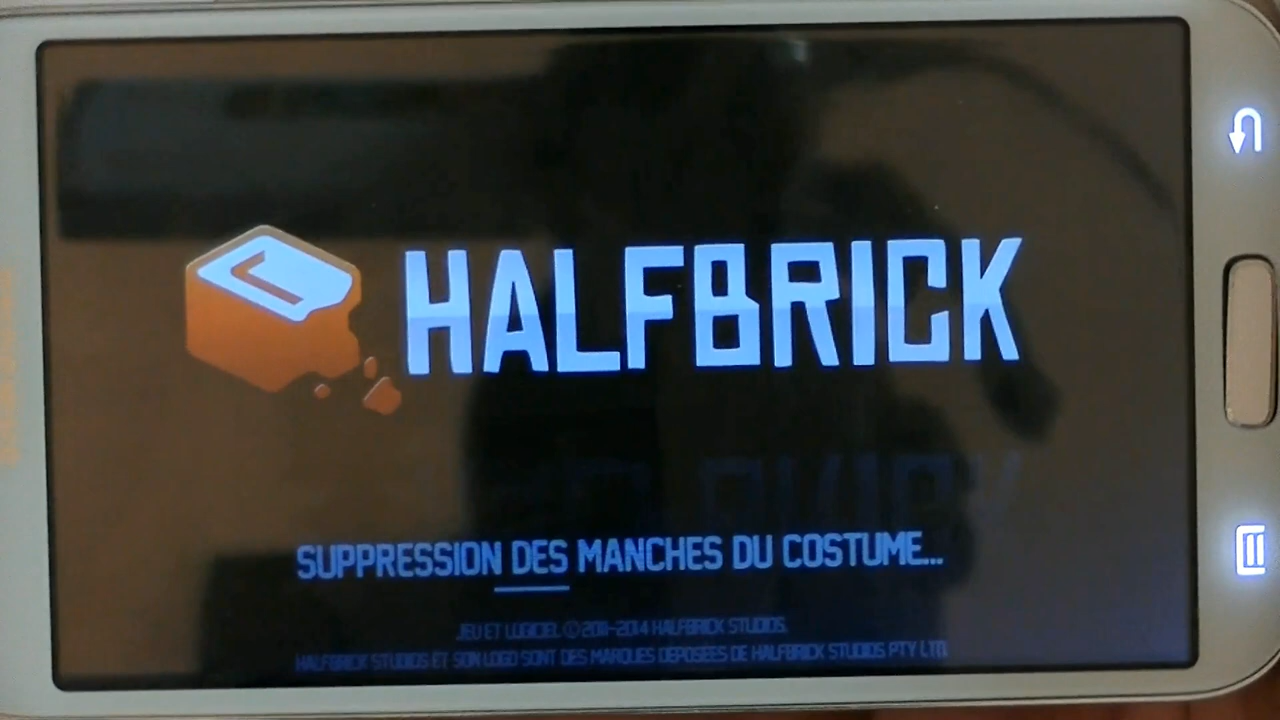 HALFBRICK
SUPPRESSION DES MANCHES DU COSTUME...
JEU ET LOGICIEL © 2011-2014 HALFBRICK STUDIOS.
HALFBRICK STUDIOS ET SON LOGO SONT DES MARQUES DÉPOSÉES DE HALFBRICK STUDIOS PTY LTD.